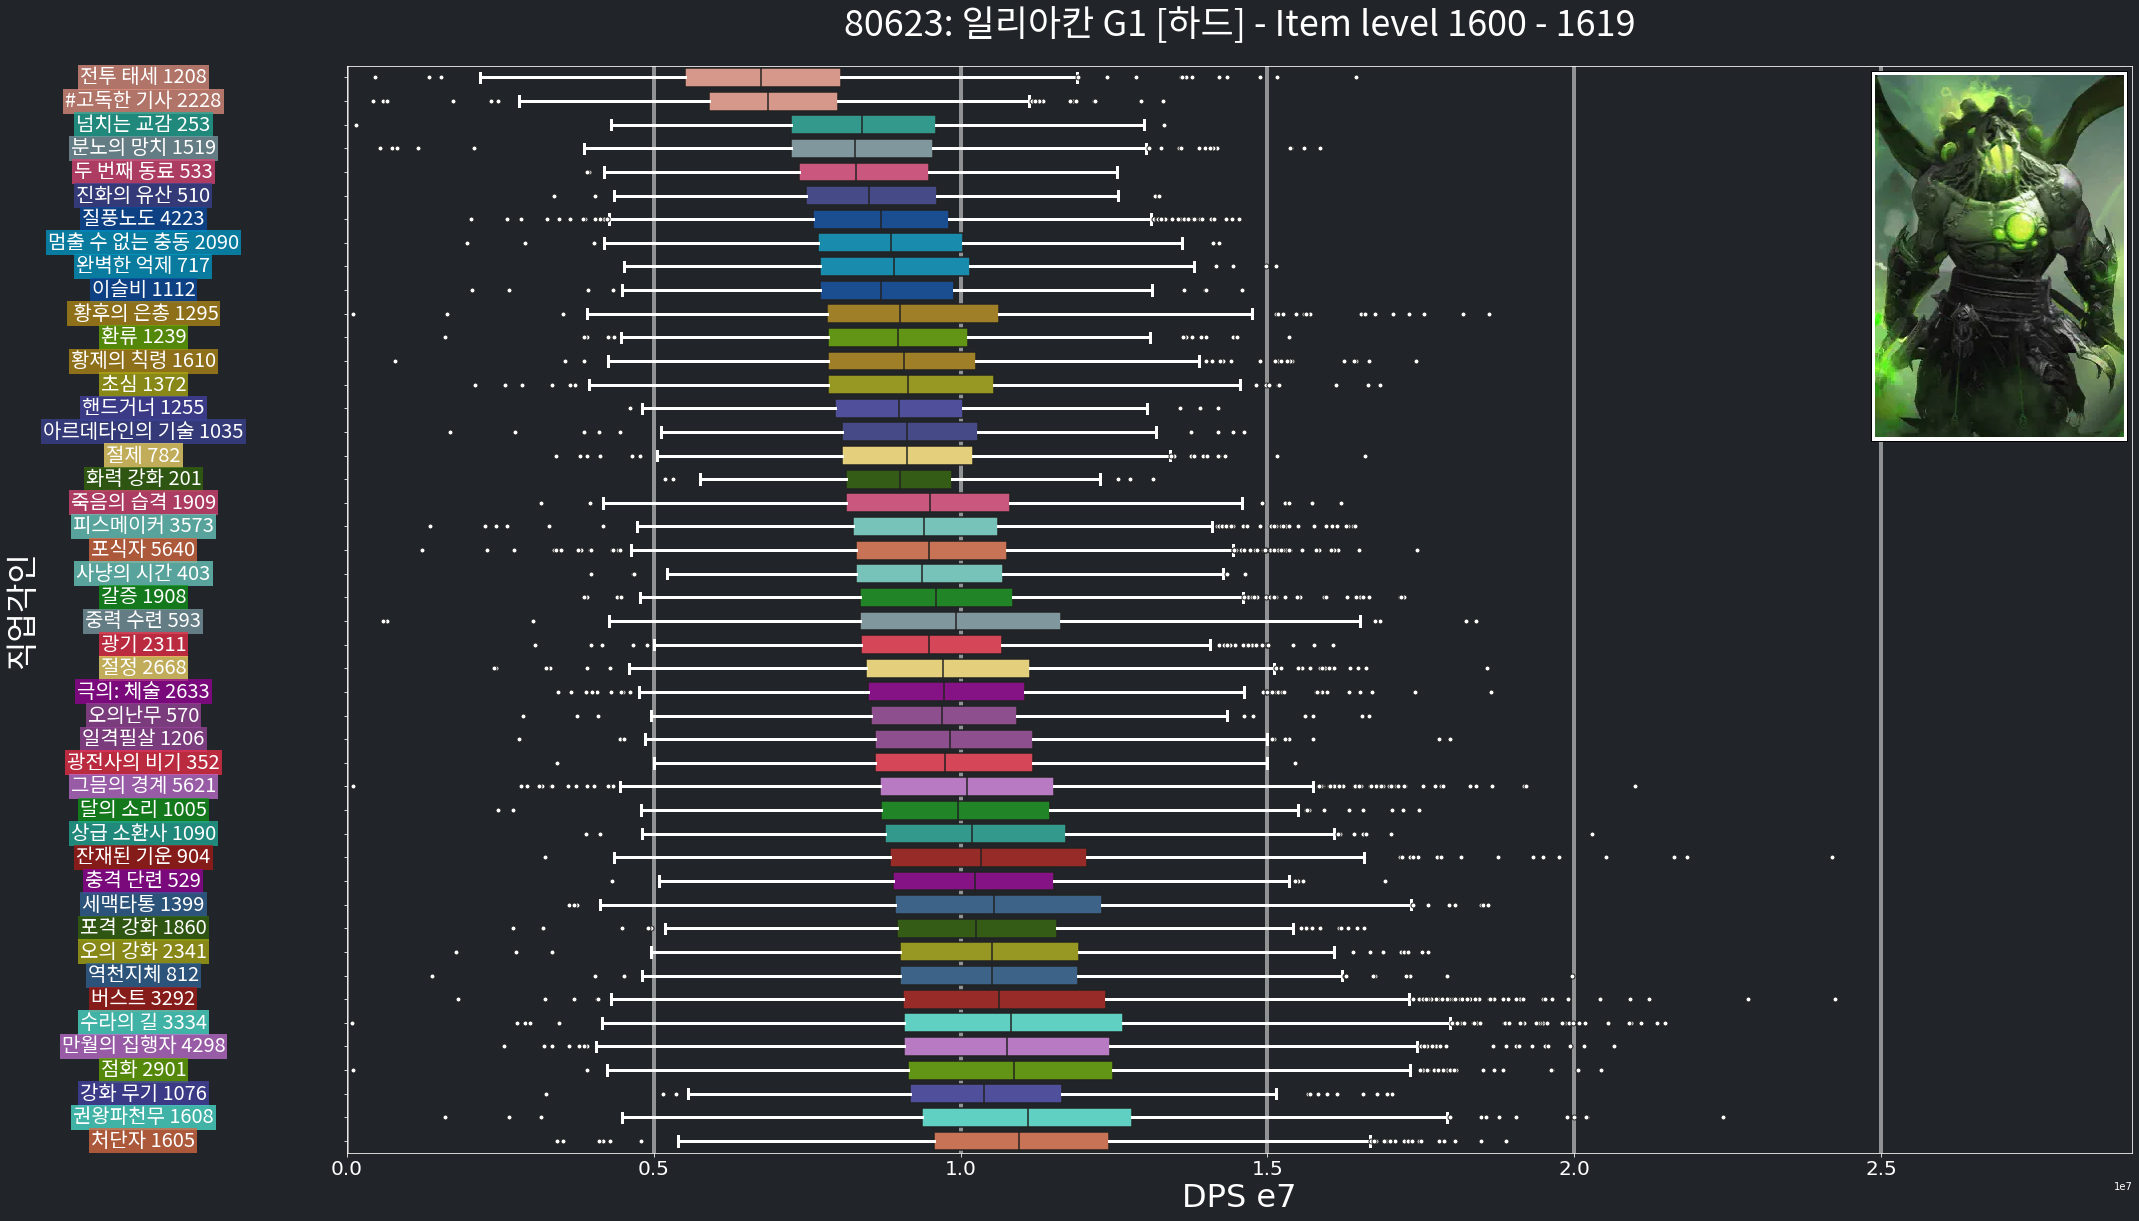 80623: 일리아칸 G1 [하드] - Item level 1600 - 1619
전투 태세 1208
#고독한 기사 2228
넘치는 교감 253
분노의 망치 1519
두 번째 동료 533
진화의 유산 510
질풍노도 4223
멈출 수 없는 충동 2090
완벽한 억제 717
이슬비 1112
황후의 은총 1295
환류 1239
황제의 칙령 1610
초심 1372
핸드거너 1255
아르데타인의 기술 1035
절제 782
화력 강화 201
죽음의 습격 1909
피스메이커 3573
포식자 5640
사냥의 시간 403
갈증 1908
중력 수련 593
광기 2311
절정 2668
극의: 체술 2633
오의난무 570
일격필살 1206
광전사의 비기 352
그믐의 경계 5621
달의 소리 1005
상급 소환사 1090
잔재된 기운 904
충격 단련 529
세맥타통 1399
포격 강화 1860
오의 강화 2341
역천지체 812
버스트 3292
수라의 길 3334
만월의 집행자 4298
점화 2901
강화 무기 1076
권왕파천무 1608
처단자 1605
직업각인
0.0 0.5 1.0 1.5 2.0 2.5
DPS e7
1e7